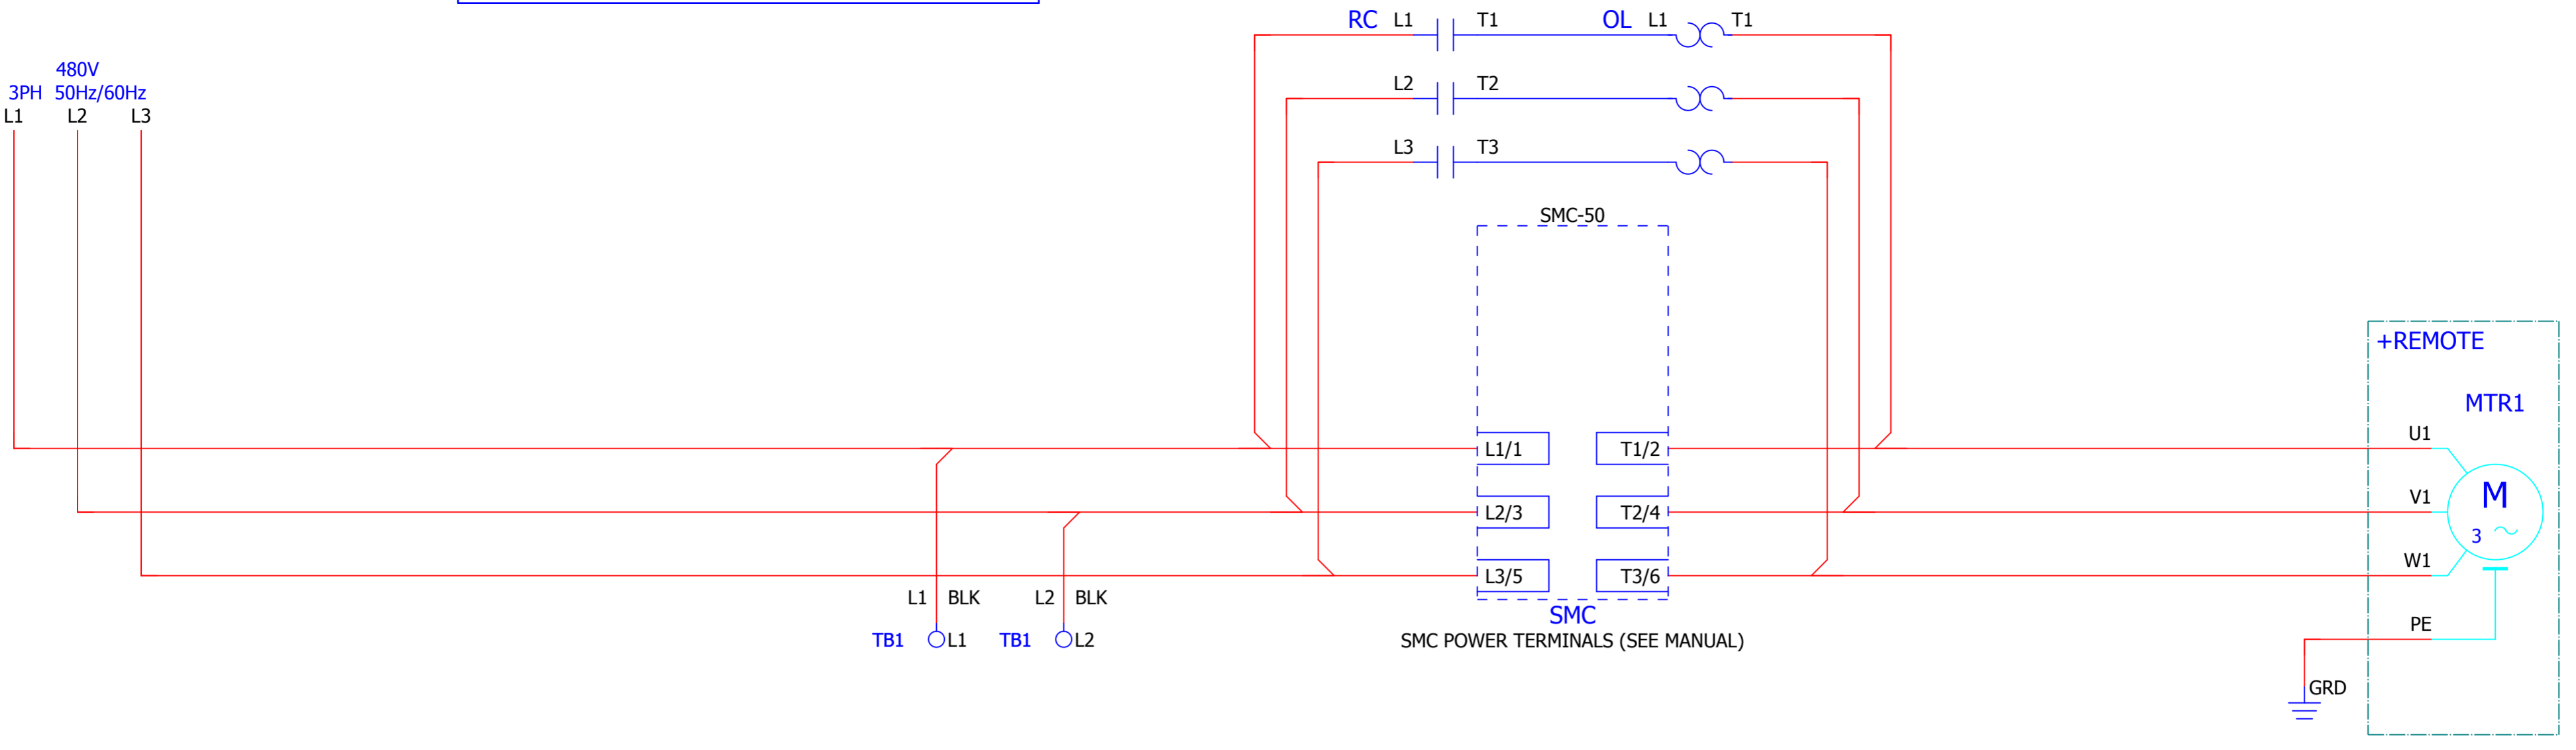 RC L1 T1 OL L1 T1
480V
3PH 50Hz/60Hz
L1 L2 L3
L2 T2
L3 T3
SMC-50
+REMOTE
MTR1
L1/1 T1/2 U1
L2/3 T2/4 V1
M
3
L3/5 T3/6 W1
L1 BLK L2 BLK
SMC
TB1 L1 TB1 L2
SMC POWER TERMINALS (SEE MANUAL)
PE
GRD